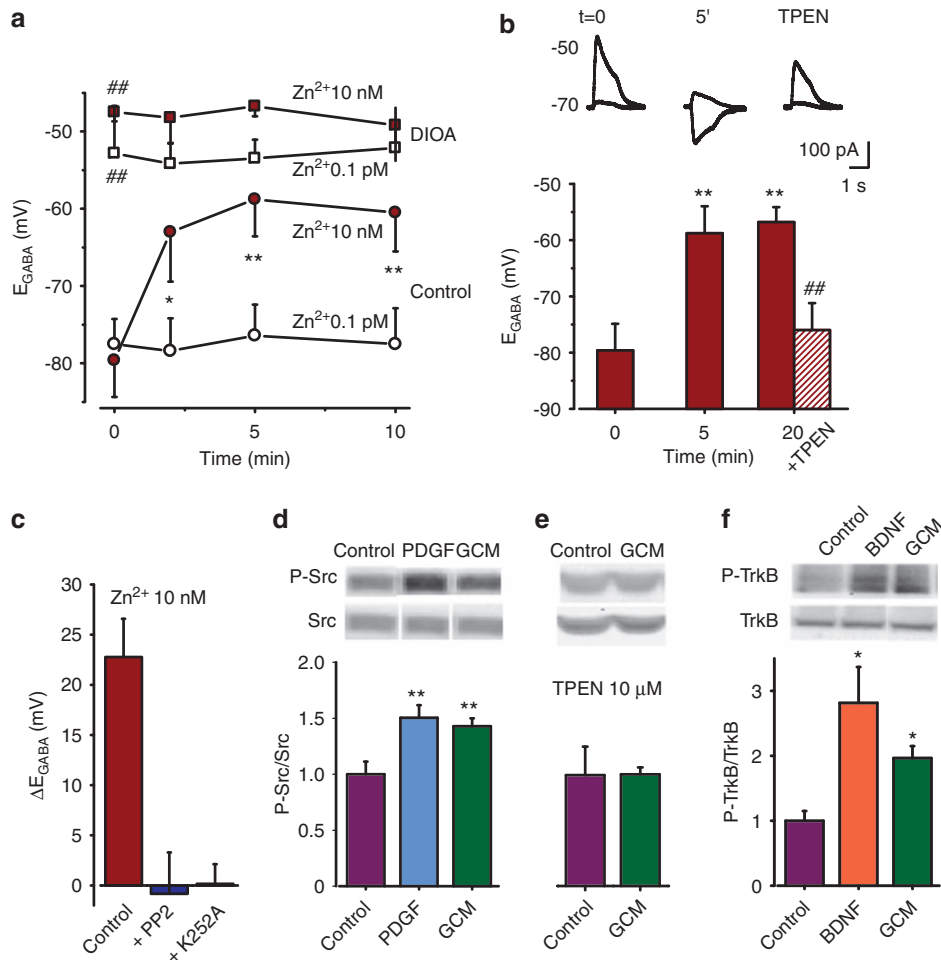 a
-50
-60
-70
-80
E_GABA (mV)
##
##
Zn²⁺ 10 nM
DIOA
Zn²⁺ 0.1 pM
Zn²⁺ 10 nM
*
**
**
Control
Zn²⁺ 0.1 pM
0 5 10
Time (min)
b
t=0 5' TPEN
-50
-70
100 pA
1 s
-50
-60
-70
-80
-90
E_GABA (mV)
** **
##
0 5 20
+TPEN
Time (min)
c
30
25
20
15
10
5
0
ΔE_GABA (mV)
Zn²⁺ 10 nM
Control
+ PP2
+ K252A
d
Control PDGF GCM
P-Src
Src
2.0
1.5
1.0
0.5
0
P-Src/Src
** **
Control
PDGF
GCM
e
Control GCM
TPEN 10 μM
Control
GCM
f
Control
BDNF
GCM
P-TrkB
TrkB
3
2
1
0
P-TrkB/TrkB
*
*
Control
BDNF
GCM